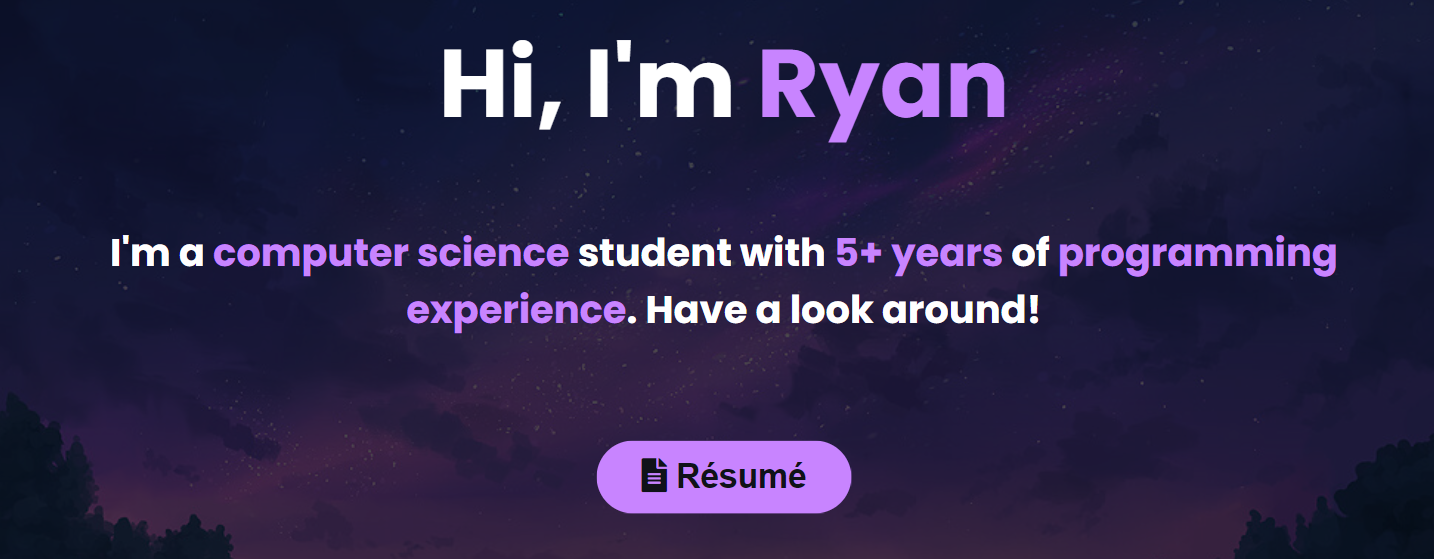 Hi, I'm Ryan
I'm a computer science student with 5+ years of programming
experience. Have a look around!
Résumé